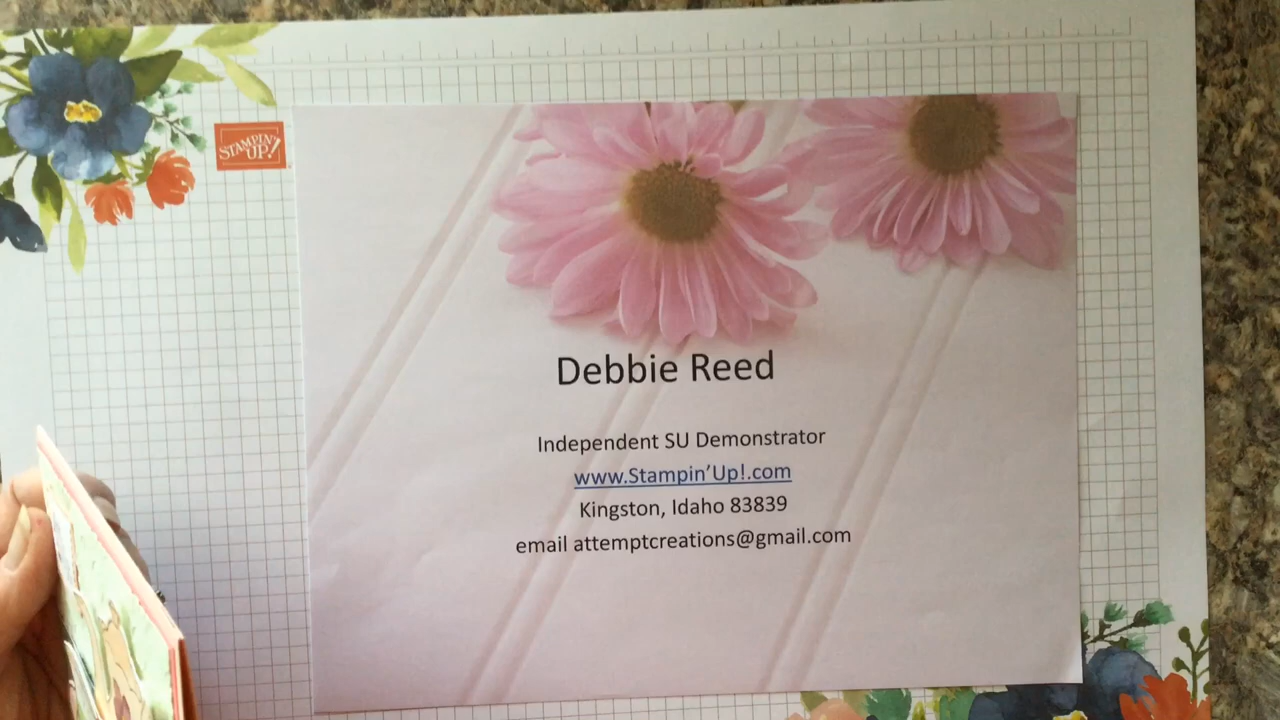 STAMPIN' UP!
Debbie Reed
Independent SU Demonstrator
www.Stampin'Up!.com
Kingston, Idaho 83839
email attemptcreations@gmail.com